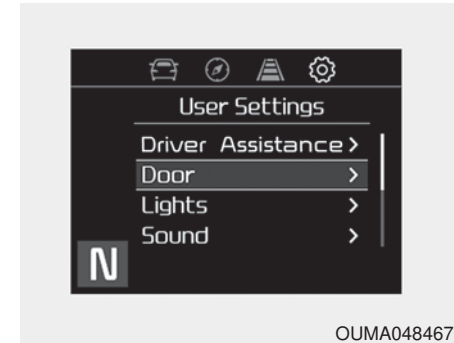 User Settings
Driver Assistance >
Door >
Lights >
Sound >
N
OUMA048467